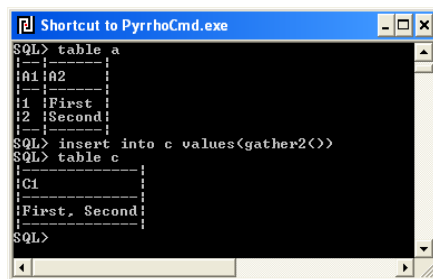 Shortcut to PyrrhoCmd.exe
SQL> table a
|--|------|
|A1|A2    |
|--|------|
|1 |First |
|2 |Second|
|--|------|
SQL> insert into c values(gather2())
SQL> table c
|-------------|
|C1           |
|-------------|
|First, Second|
|-------------|
SQL>